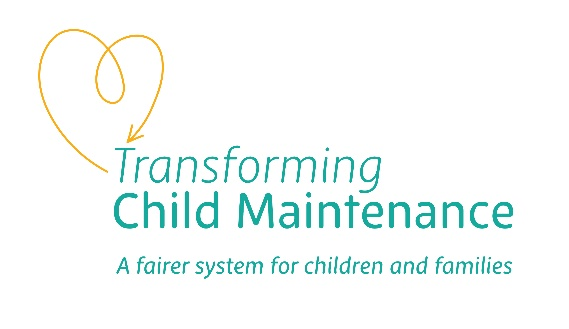 Transforming
Child Maintenance
A fairer system for children and families